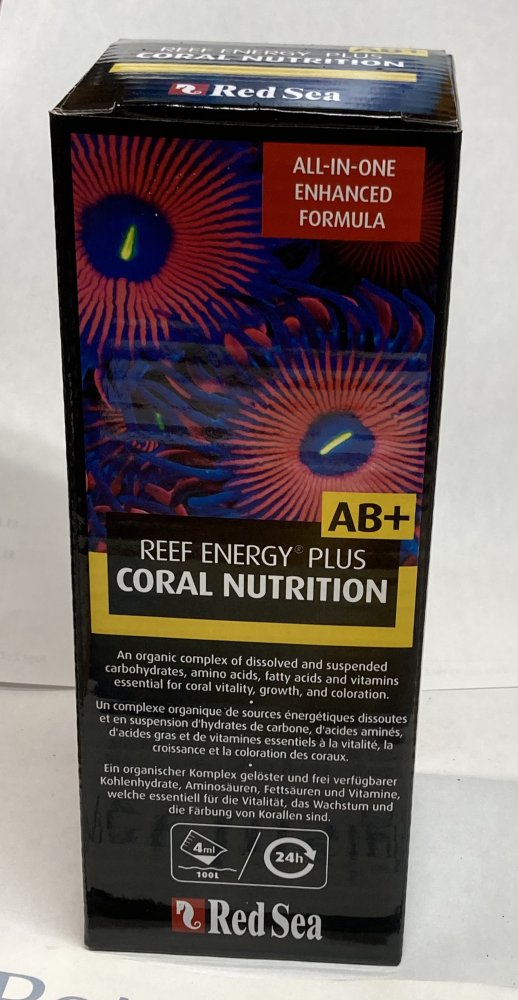 REEF ENERGY PLUS AB+
CORAL NUTRITION
Red Sea
ALL-IN-ONE
ENHANCED
FORMULA
AB+
REEF ENERGY® PLUS
CORAL NUTRITION
An organic complex of dissolved and suspended
carbohydrates, amino acids, fatty acids and vitamins
essential for coral vitality, growth, and coloration.
•
Un complexe organique de sources énergétiques dissoutes
et en suspension d'hydrates de carbone, d'acides aminés,
d'acides gras et de vitamines essentiels à la vitalité, la
croissance et la coloration des coraux.
•
Ein organischer Komplex gelöster und frei verfügbarer
Kohlenhydrate, Aminosäuren, Fettsäuren und Vitamine,
welche essentiell für die Vitalität, das Wachstum und
die Färbung von Korallen sind.
4ml
100L
24h
Red Sea